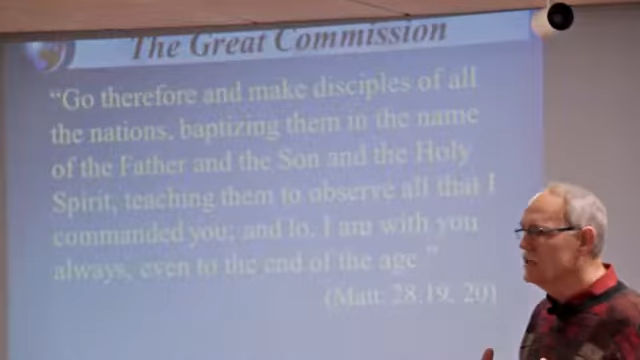 The Great Commission
“Go therefore and make disciples of all
the nations, baptizing them in the name
of the Father and the Son and the Holy
Spirit, teaching them to observe all that I
commanded you; and lo, I am with you
always, even to the end of the age.”
(Matt. 28:19, 20)